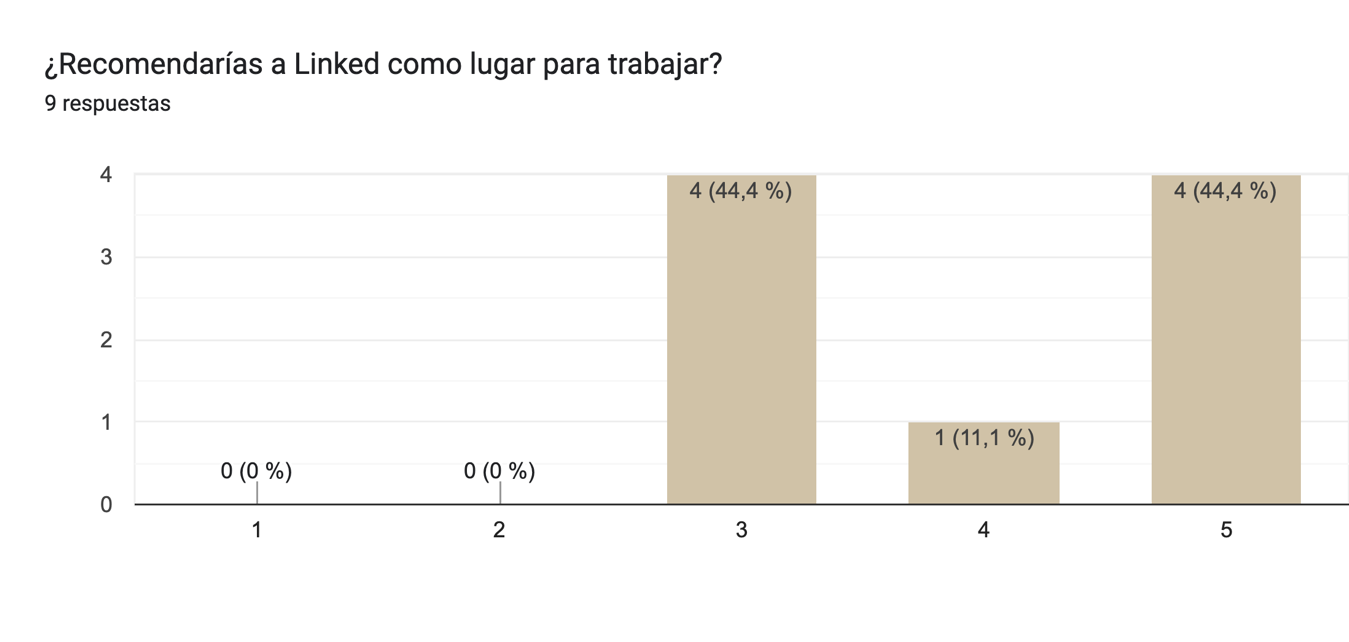 ¿Recomendarías a Linked como lugar para trabajar?
9 respuestas
4
4 (44,4 %)
4 (44,4 %)
3
2
1
1 (11,1 %)
0 (0 %)
0 (0 %)
0
1
2
3
4
5